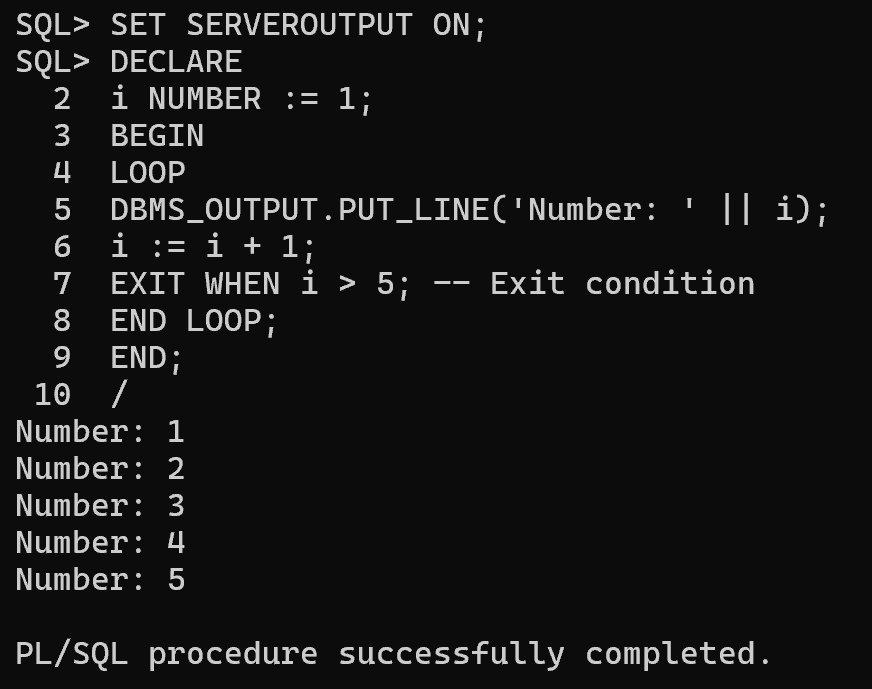 SQL> SET SERVEROUTPUT ON;
SQL> DECLARE
  2  i NUMBER := 1;
  3  BEGIN
  4  LOOP
  5  DBMS_OUTPUT.PUT_LINE('Number: ' || i);
  6  i := i + 1;
  7  EXIT WHEN i > 5; -- Exit condition
  8  END LOOP;
  9  END;
 10  /
Number: 1
Number: 2
Number: 3
Number: 4
Number: 5

PL/SQL procedure successfully completed.